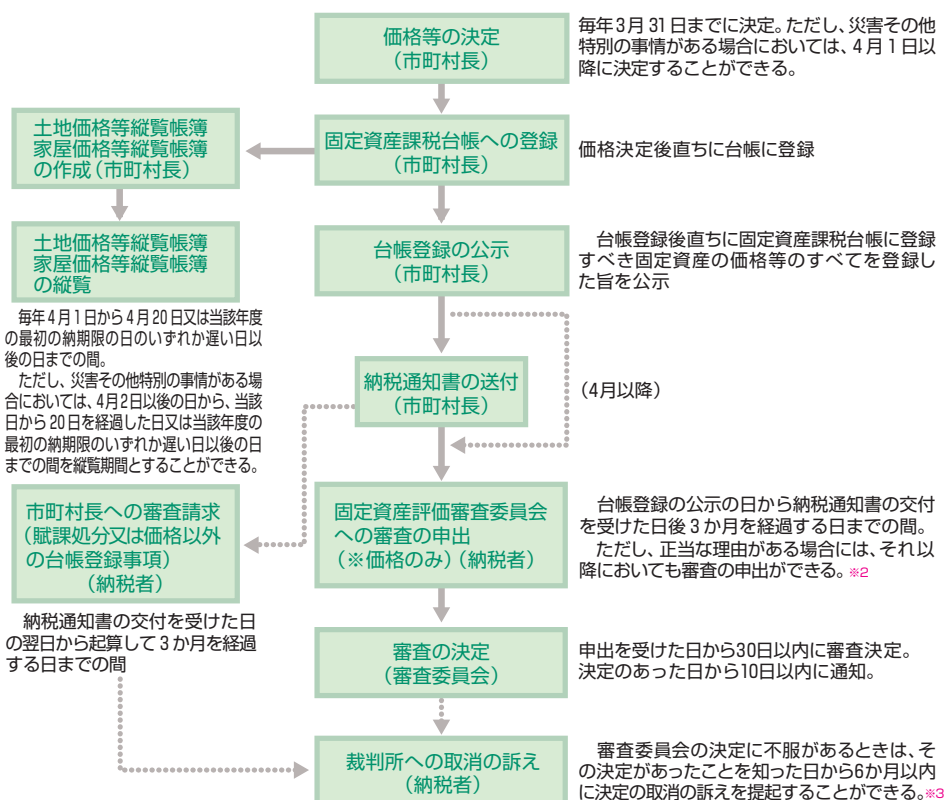 価格等の決定
（市町村長）
毎年3月31日までに決定。ただし、災害その他
特別の事情がある場合においては、4月1日以
降に決定することができる。
土地価格等縦覧帳簿
家屋価格等縦覧帳簿
の作成（市町村長）
固定資産課税台帳への登録
（市町村長）
価格決定後直ちに台帳に登録
土地価格等縦覧帳簿
家屋価格等縦覧帳簿
の縦覧
毎年4月1日から4月20日又は当該年度
の最初の納期限の日のいずれか遅い日以
後の日までの間。
ただし、災害その他特別の事情がある場
合においては、4月2日以後の日から、当該
日から20日を経過した日又は当該年度の
最初の納期限のいずれか遅い日以後の日
までの間を縦覧期間とすることができる。
台帳登録の公示
（市町村長）
台帳登録後直ちに固定資産課税台帳に登録
すべき固定資産の価格等のすべてを登録し
た旨を公示
納税通知書の送付
（市町村長）
（4月以降）
市町村長への審査請求
（賦課処分又は価格以外
の台帳登録事項）
（納税者）
納税通知書の交付を受けた日
の翌日から起算して3か月を経過
する日までの間
固定資産評価審査委員会
への審査の申出
（※価格のみ）（納税者）
台帳登録の公示の日から納税通知書の交付
を受けた日後3か月を経過する日までの間。
ただし、正当な理由がある場合には、それ以
降においても審査の申出ができる。※2
審査の決定
（審査委員会）
申出を受けた日から30日以内に審査決定。
決定のあった日から10日以内に通知。
裁判所への取消の訴え
（納税者）
審査委員会の決定に不服があるときは、そ
の決定があったことを知った日から6か月以内
に決定の取消の訴えを提起することができる。※3